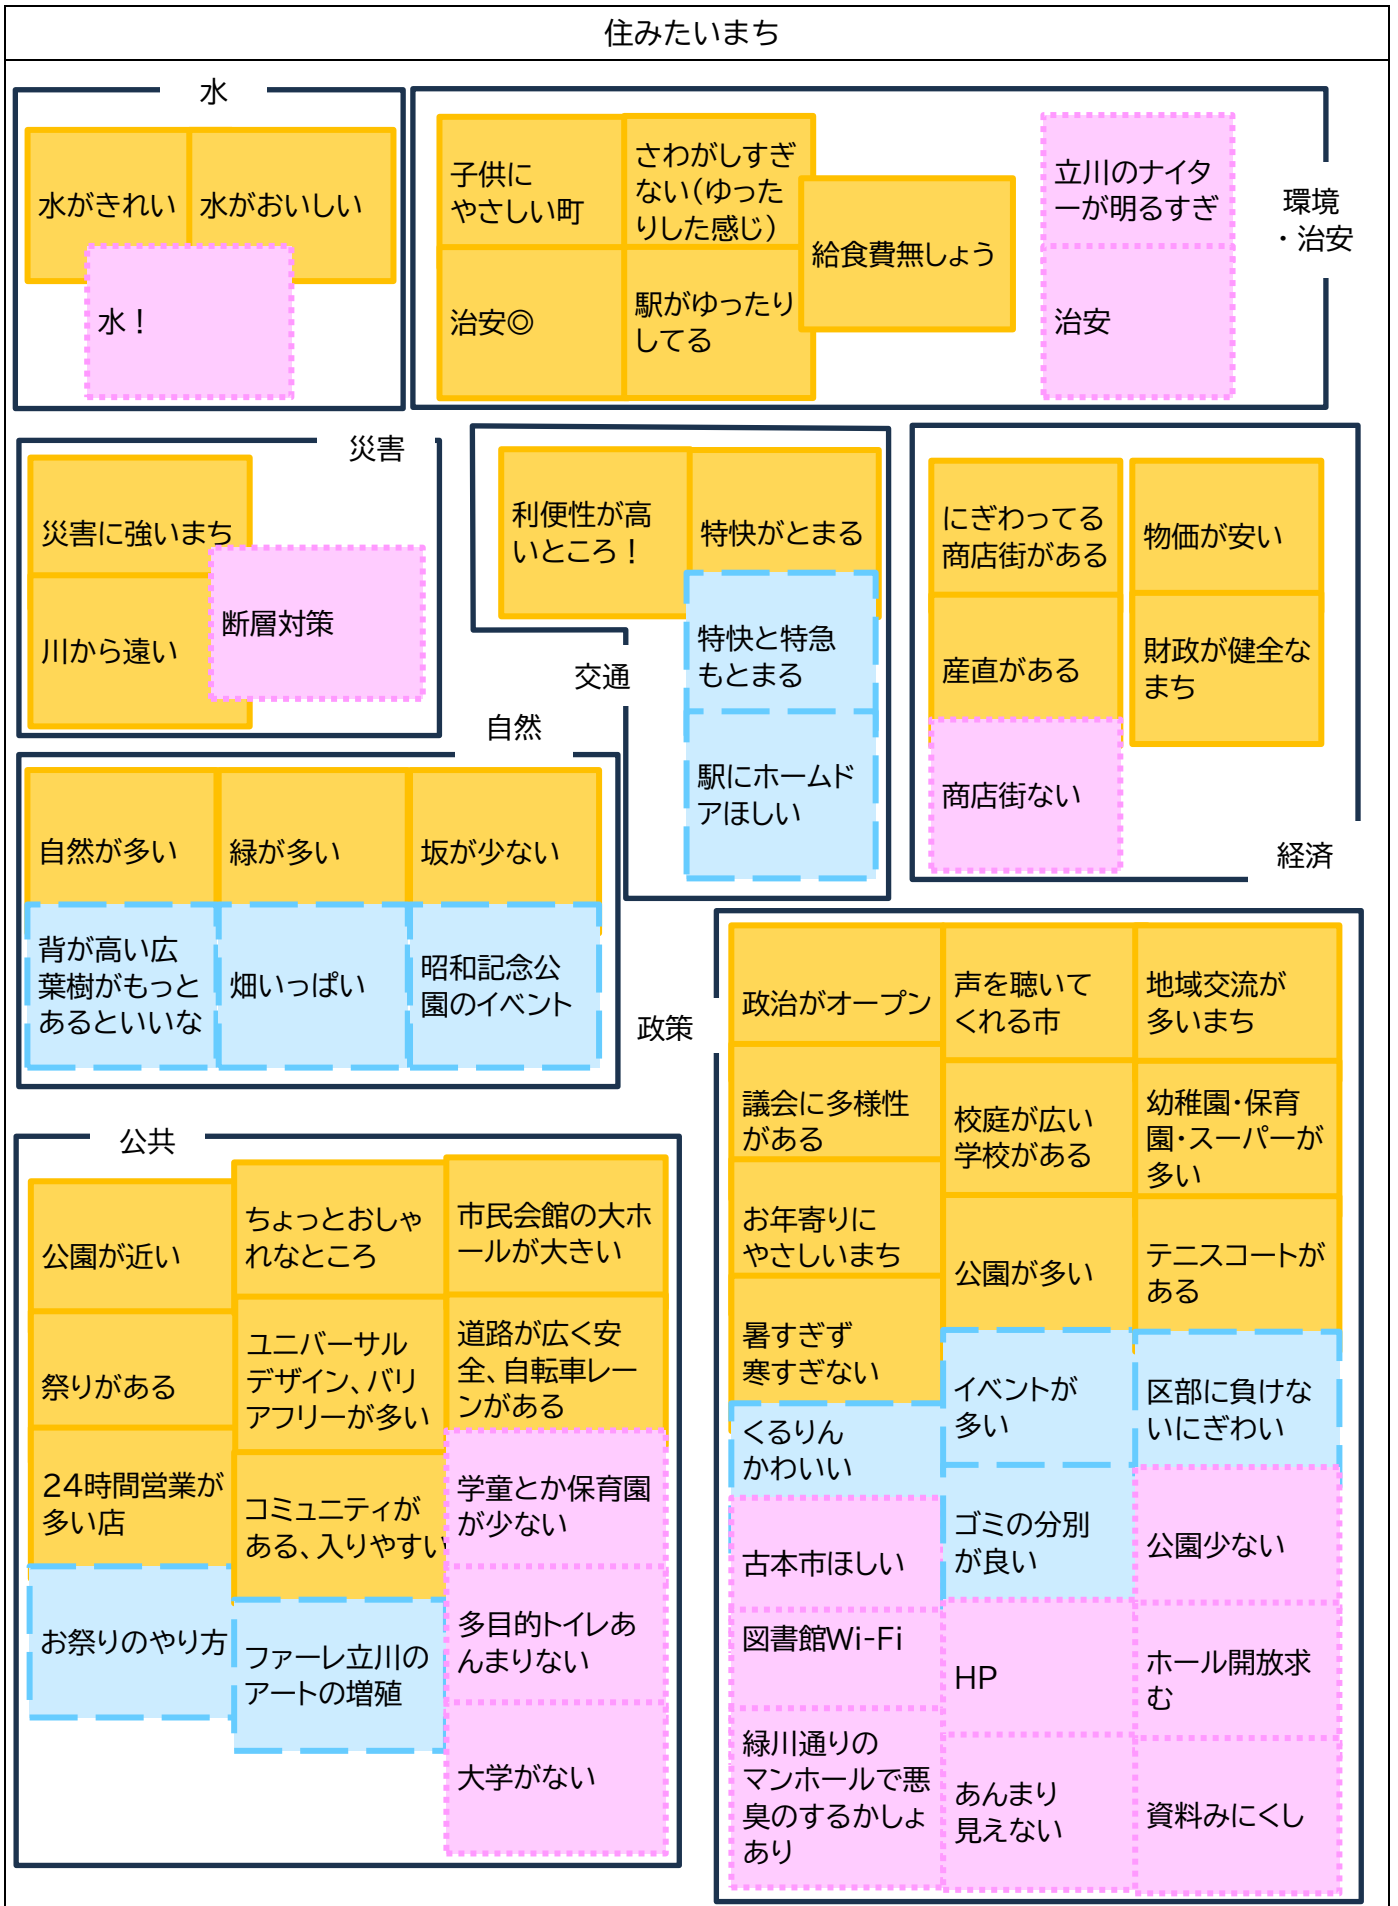 住みたいまち
水
水がきれい
水がおいしい
水！
環境
・治安
子供に
やさしい町
さわがしすぎ
ない（ゆった
りした感じ）
治安◎
駅がゆったり
してる
給食費無しょう
立川のナイタ
ーが明るすぎ
治安
災害
災害に強いまち
川から遠い
断層対策
交通
利便性が高
いところ！
特快がとまる
特快と特急
もとまる
駅にホームド
アほしい
経済
にぎわってる
商店街がある
物価が安い
産直がある
財政が健全な
まち
商店街ない
自然
自然が多い
緑が多い
坂が少ない
背が高い広
葉樹がもっと
あるといいな
畑いっぱい
昭和記念公
園のイベント
政策
政治がオープン
声を聴いて
くれる市
地域交流が
多いまち
議会に多様性
がある
校庭が広い
学校がある
幼稚園・保育
園・スーパーが
多い
お年寄りに
やさしいまち
公園が多い
テニスコートが
ある
暑すぎず
寒すぎない
イベントが
多い
区部に負けな
いにぎわい
くるりん
かわいい
ゴミの分別
が良い
公園少ない
古本市ほしい
図書館Wi-Fi
HP
ホール開放求
む
緑川通りの
マンホールで悪
臭のするかしょ
あり
あんまり
見えない
資料みにくし
公共
公園が近い
ちょっとおしゃ
れなところ
市民会館の大ホ
ールが大きい
祭りがある
ユニバーサル
デザイン、バリ
アフリーが多い
道路が広く安
全、自転車レー
ンがある
24時間営業が
多い店
コミュニティが
ある、入りやすい
学童とか保育園
が少ない
お祭りのやり方
ファーレ立川の
アートの増殖
多目的トイレあ
んまりない
大学がない